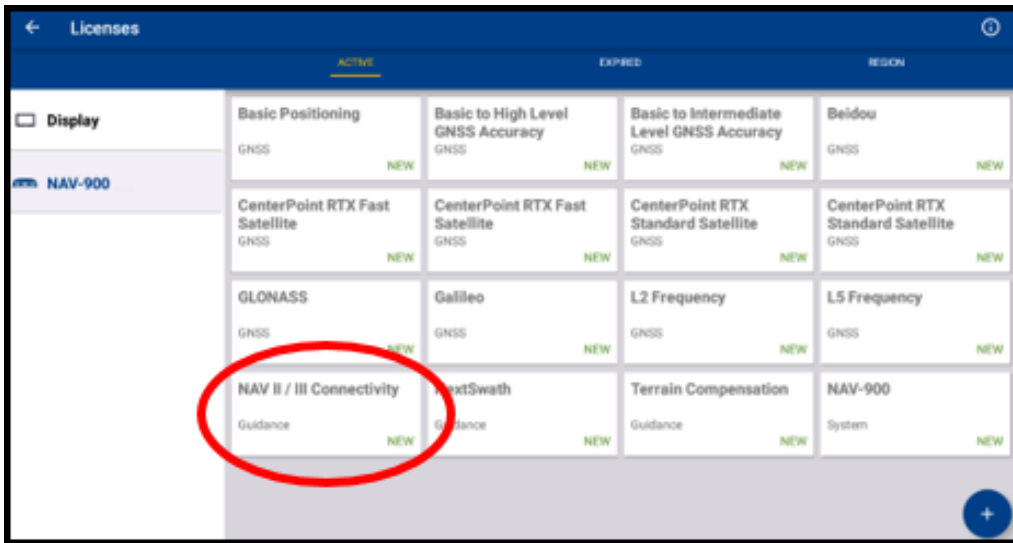 Licenses
ACTIVE
EXPIRED
REGION
Display
NAV-900
Basic Positioning
GNSS
NEW
Basic to High Level
GNSS Accuracy
GNSS
NEW
Basic to Intermediate
Level GNSS Accuracy
GNSS
NEW
Beidou
GNSS
NEW
CenterPoint RTX Fast
Satellite
GNSS
NEW
CenterPoint RTX Fast
Satellite
GNSS
NEW
CenterPoint RTX
Standard Satellite
GNSS
NEW
CenterPoint RTX
Standard Satellite
GNSS
NEW
GLONASS
GNSS
NEW
Galileo
GNSS
NEW
L2 Frequency
GNSS
NEW
L5 Frequency
GNSS
NEW
NAV II / III Connectivity
Guidance
NEW
NextSwath
Guidance
NEW
Terrain Compensation
Guidance
NEW
NAV-900
System
NEW